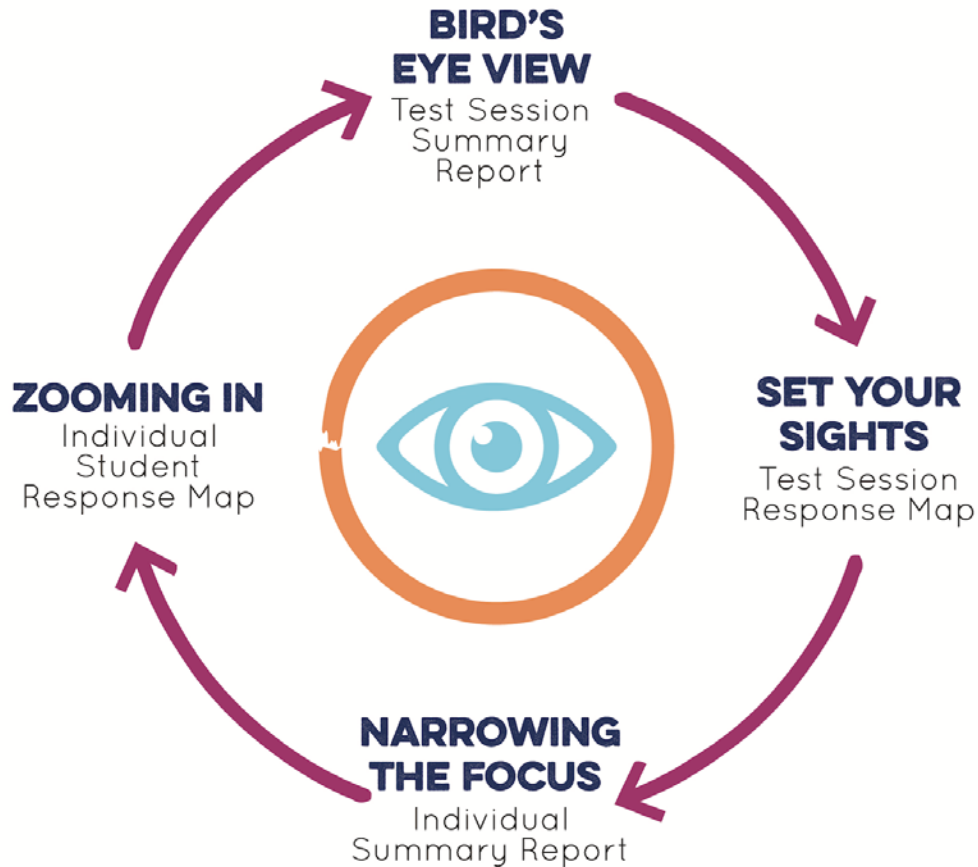 BIRD'S
EYE VIEW
Test Session
Summary
Report
SET YOUR
SIGHTS
Test Session
Response Map
NARROWING
THE FOCUS
Individual
Summary Report
ZOOMING IN
Individual
Student
Response Map